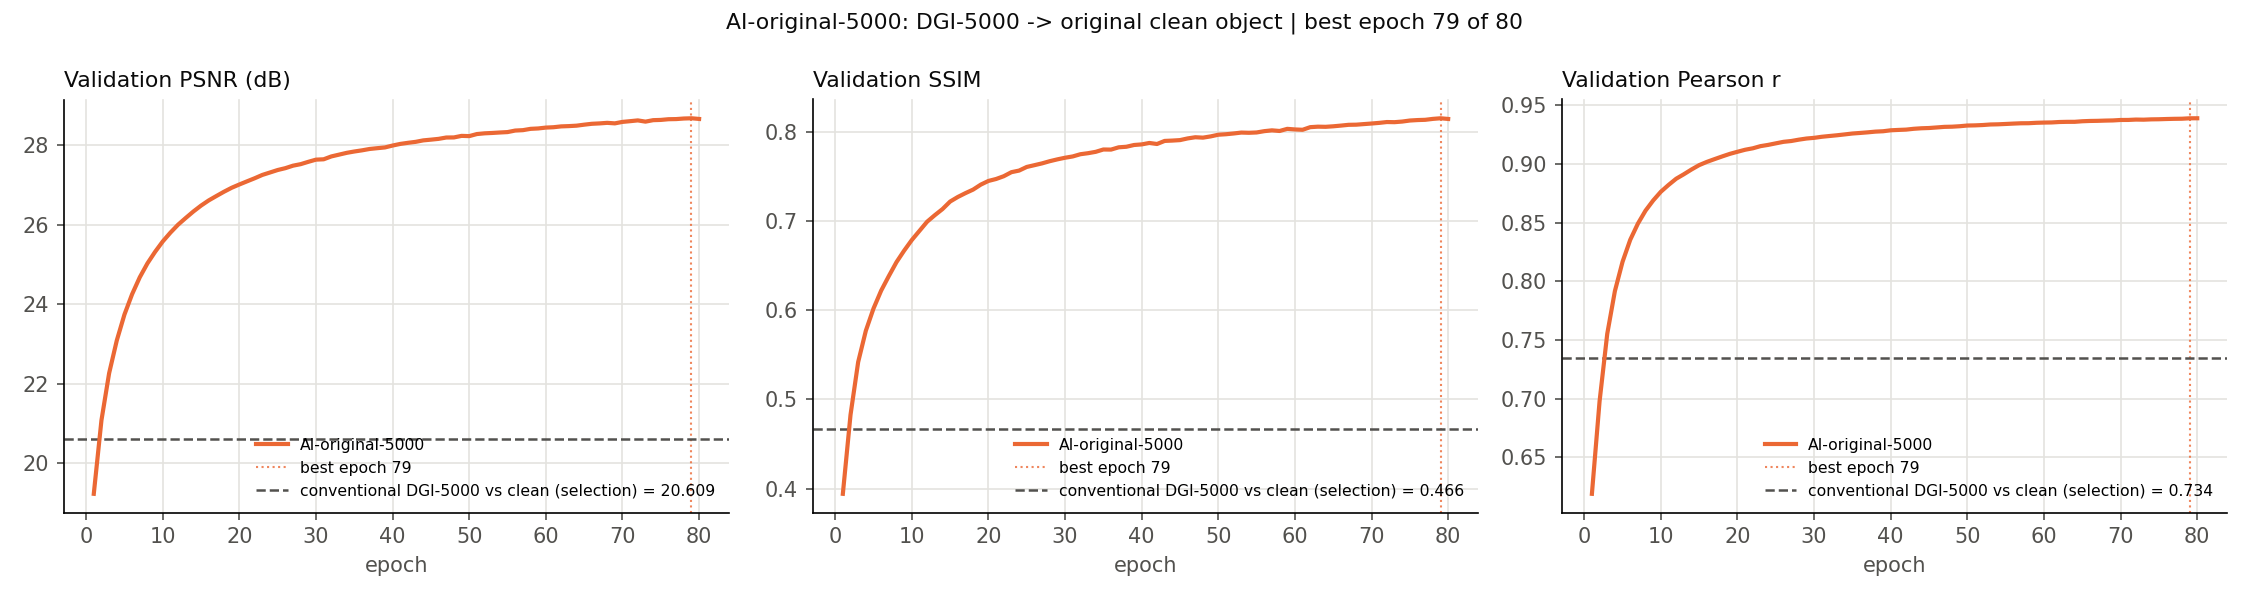 AI-original-5000: DGI-5000 -> original clean object | best epoch 79 of 80
Validation PSNR (dB)
28
26
24
22
20
AI-original-5000
best epoch 79
conventional DGI-5000 vs clean (selection) = 20.609
0 10 20 30 40 50 60 70 80
epoch
Validation SSIM
0.8
0.7
0.6
0.5
0.4
AI-original-5000
best epoch 79
conventional DGI-5000 vs clean (selection) = 0.466
0 10 20 30 40 50 60 70 80
epoch
Validation Pearson r
0.95
0.90
0.85
0.80
0.75
0.70
0.65
AI-original-5000
best epoch 79
conventional DGI-5000 vs clean (selection) = 0.734
0 10 20 30 40 50 60 70 80
epoch